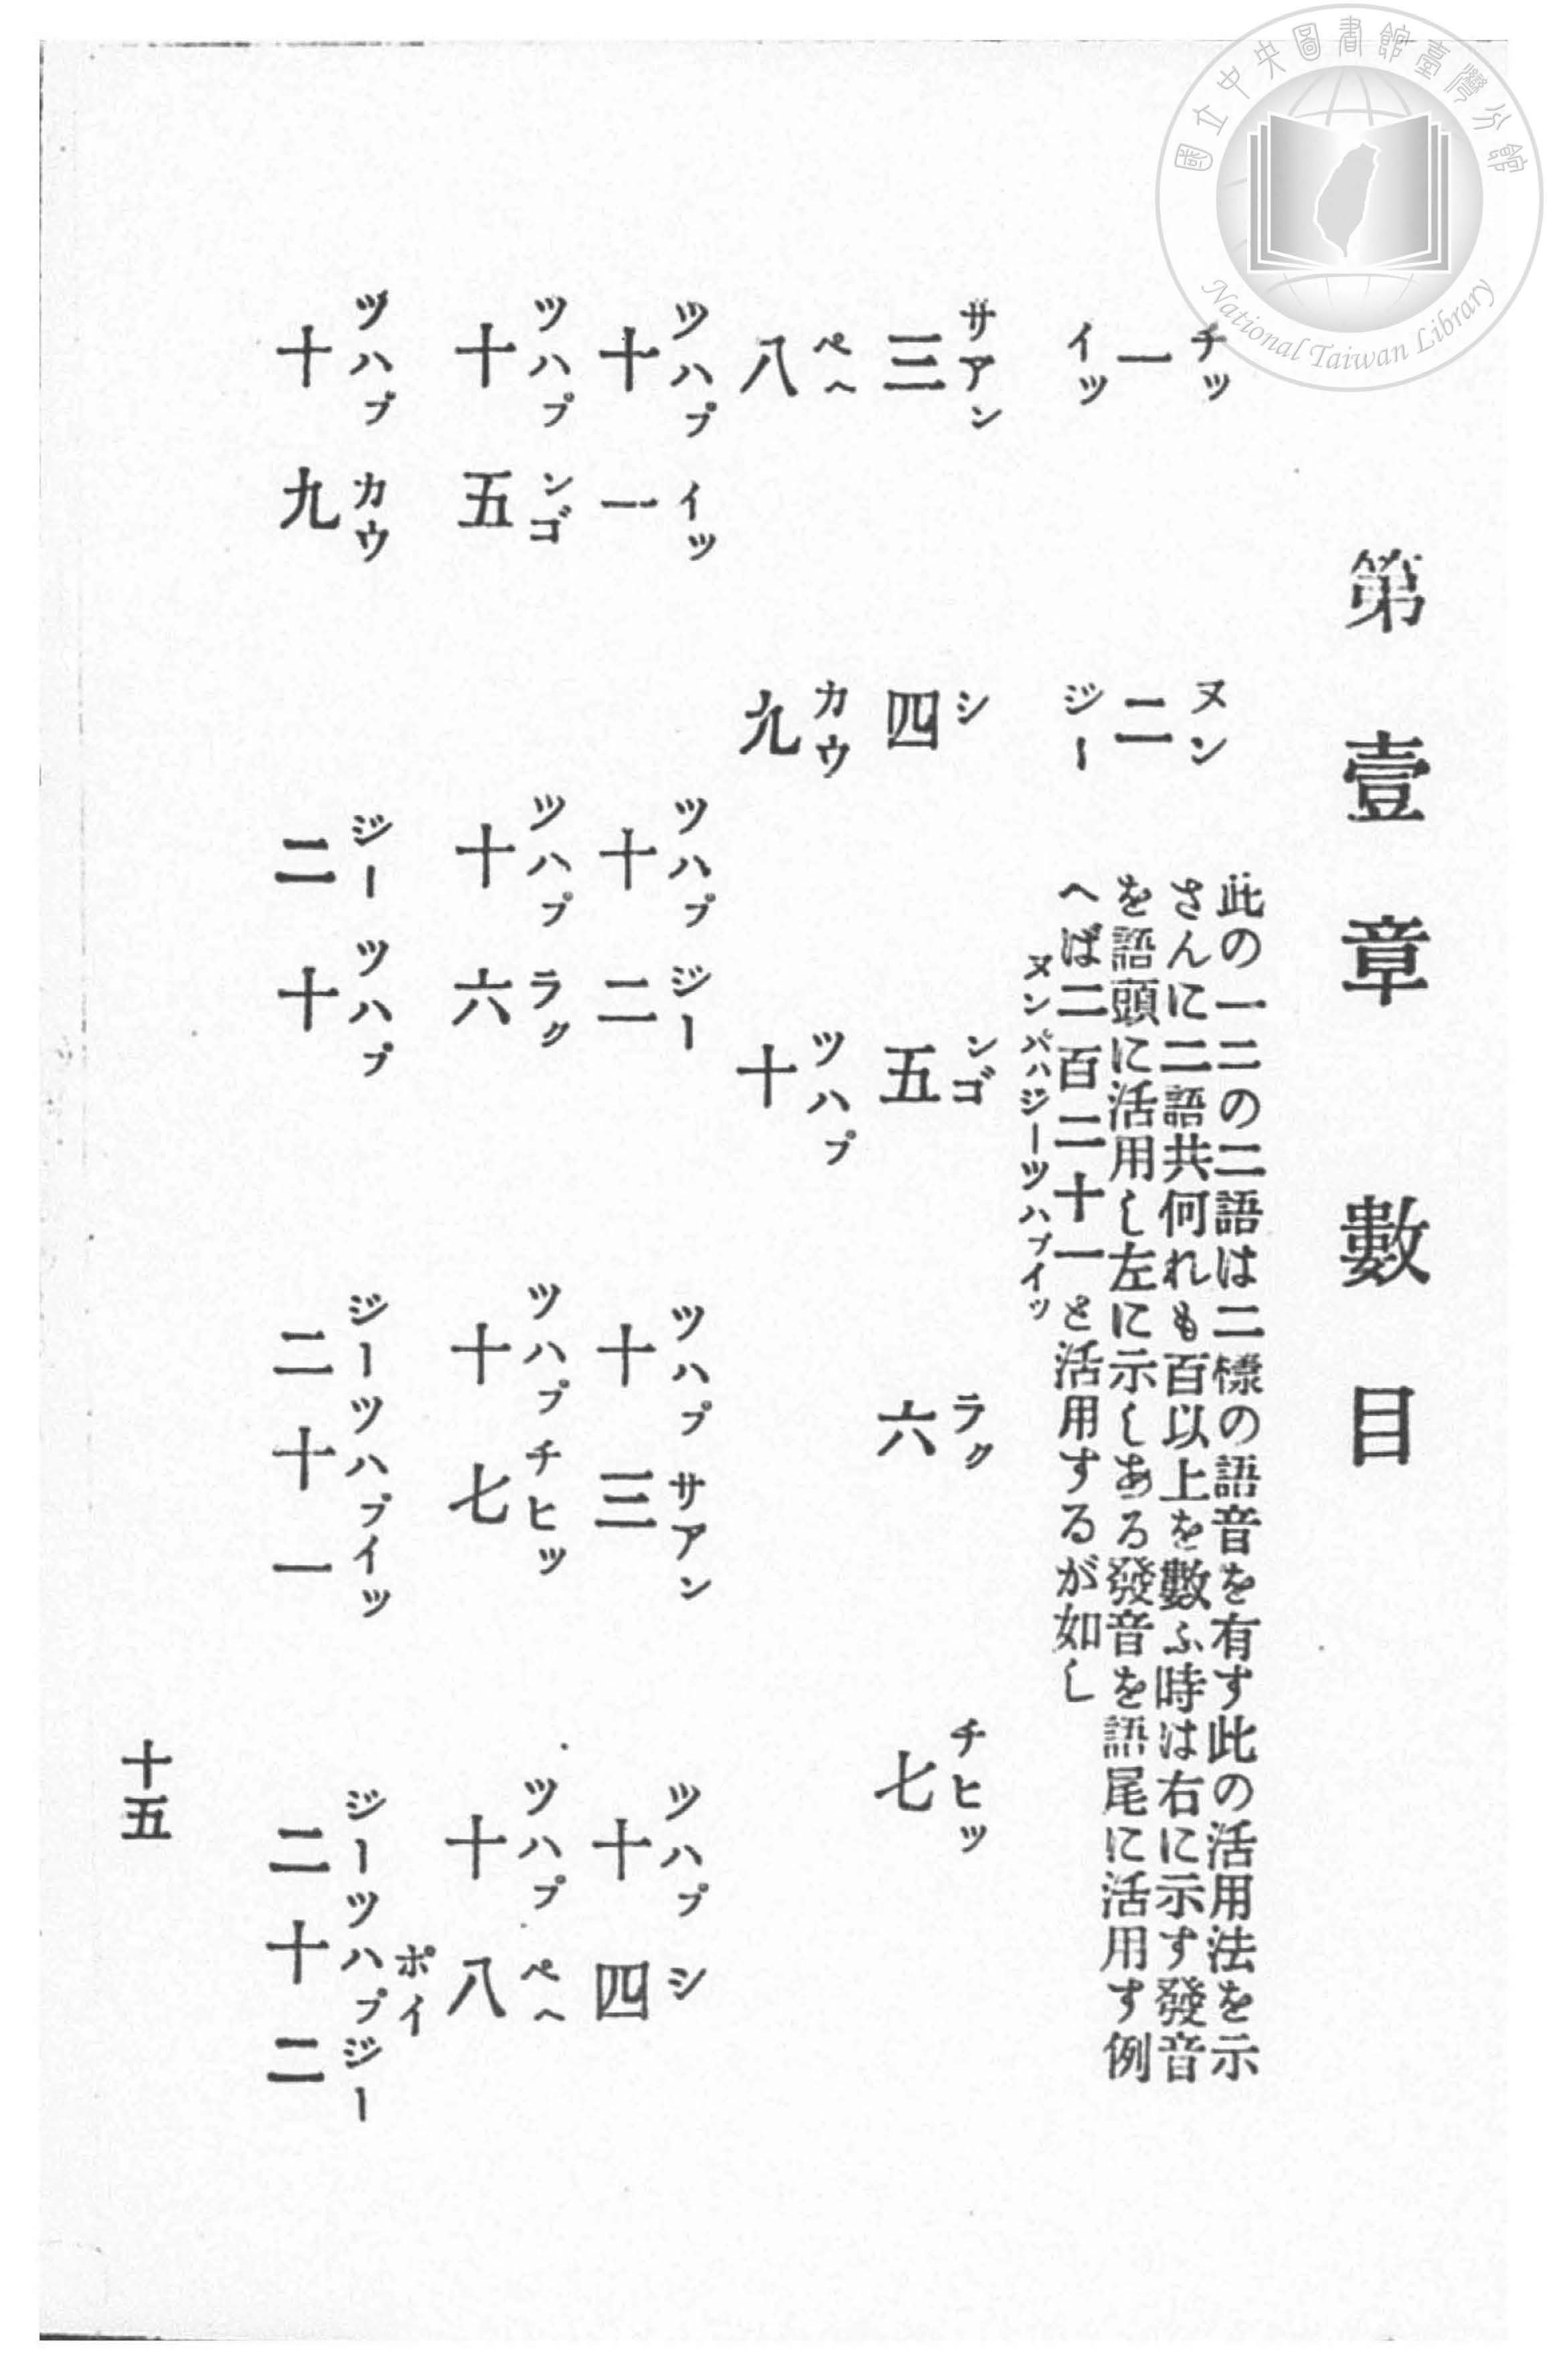 國立中央圖書館臺灣分館
National Taiwan Library
第壹章 數目
チッ ヌン
一 二
イッ ジー
此の一二の二語は二樣の語音を有す此の活用法を示
さんに二語共何れも百以上を數ふ時は右に示す發音
を語頭に活用し左に示しある發音を語尾に活用す例
へば二百二十一と活用するが如し
ヌンパハジーツハプイッ
サアン シ ンゴ ラク チヒッ
三 四 五 六 七
ペヘ カウ ツハプ
八 九 十
ツハプイッ ツハプジー ツハプサアン ツハプシ
十一 十二 十三 十四
ツハプンゴ ツハプラク ツハプチヒッ ツハプペヘ
十五 十六 十七 十八
ポイ
ツハプカウ ジーツハプ ジーツハプイッ ジーツハプジー
十九 二十 二十一 二十二
十五